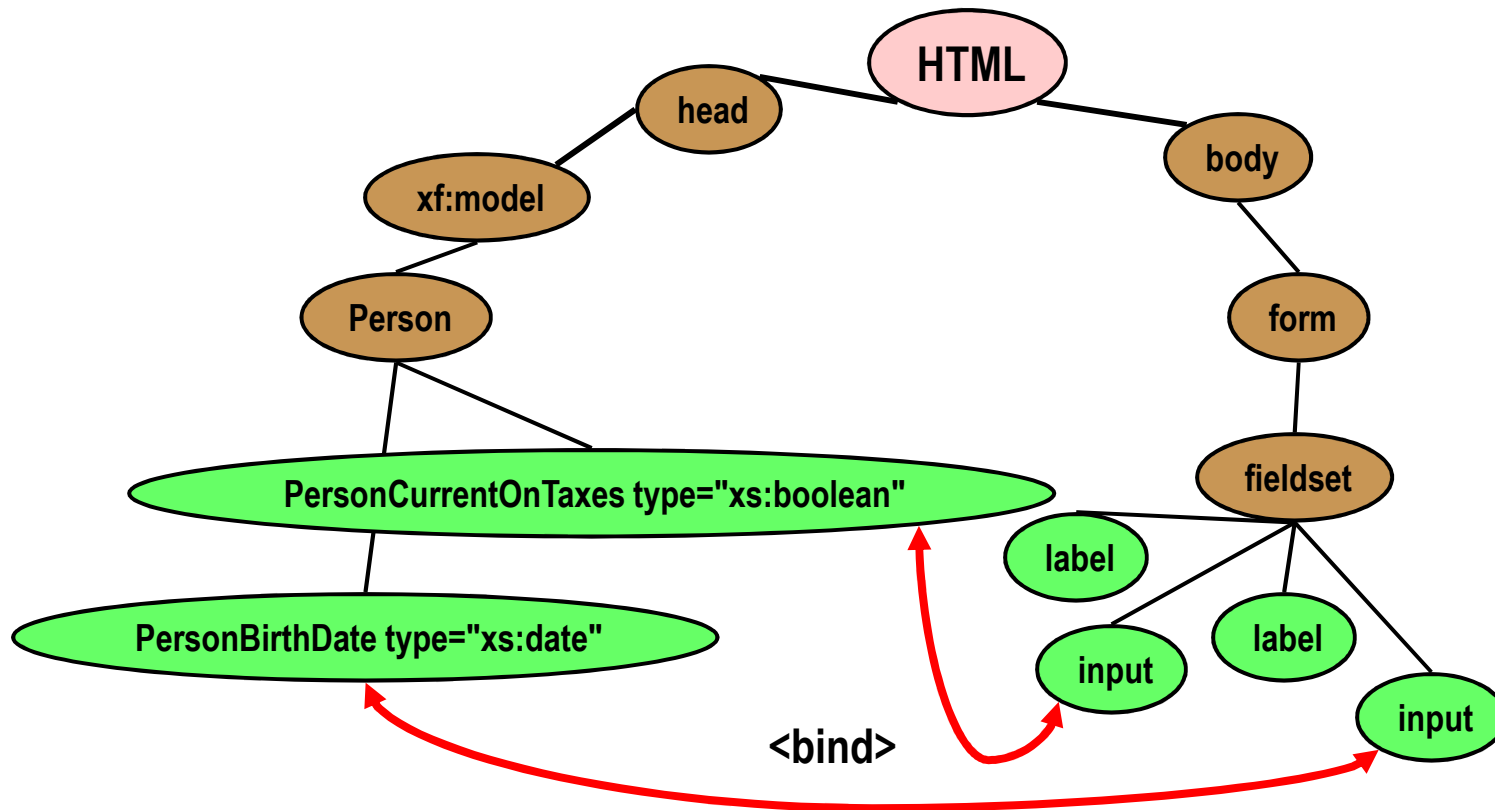 HTML
head
body
xf:model
Person
form
fieldset
PersonCurrentOnTaxes type="xs:boolean"
label
PersonBirthDate type="xs:date"
label
input
input
<bind>